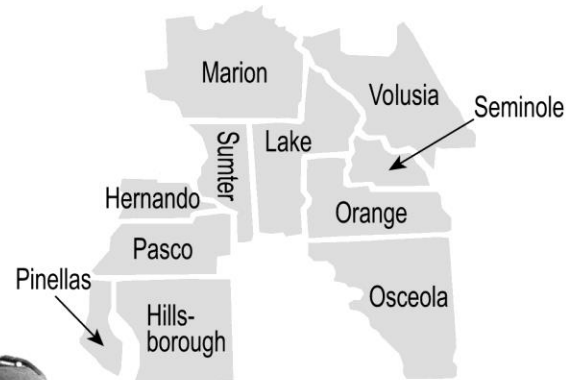 Marion
Volusia
Seminole
Sumter
Lake
Hernando
Orange
Pasco
Pinellas
Osceola
Hills-
borough